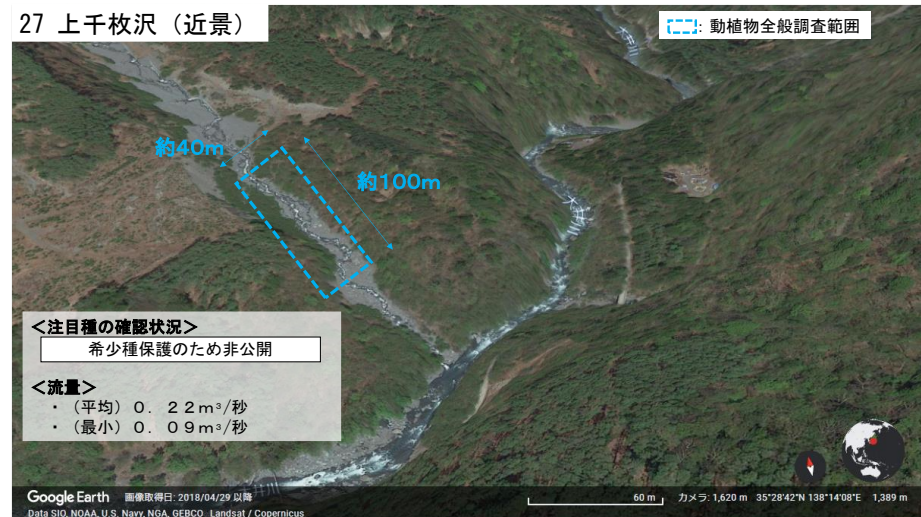 27 上千枚沢（近景）
: 動植物全般調査範囲
約40m
約100m
＜注目種の確認状況＞
希少種保護のため非公開
＜流量＞
・（平均）０．２２m³/秒
・（最小）０．０９m³/秒
Google Earth 画像取得日: 2018/04/29 以降
60 m カメラ: 1,620 m 35°28'42"N 138°14'08"E 1,389 m
Data SIO, NOAA, U.S. Navy, NGA, GEBCO Landsat / Copernicus